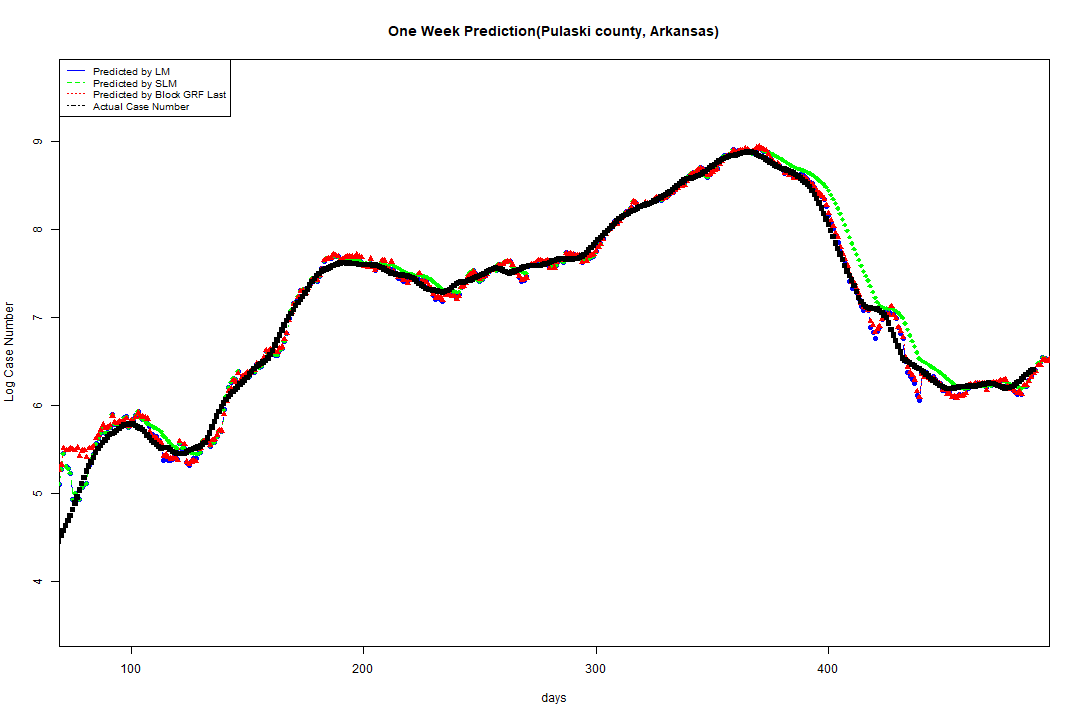 One Week Prediction(Pulaski county, Arkansas)
Predicted by LM
Predicted by SLM
Predicted by Block GRF Last
Actual Case Number
9
8
7
6
5
4
Log Case Number
100 200 300 400
days